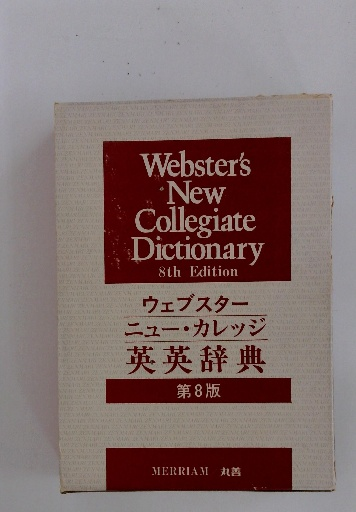 Webster's
New
Collegiate
Dictionary
8th Edition
ウェブスター
ニュー・カレッジ
英英辞典
第8版
MERRIAM 丸善